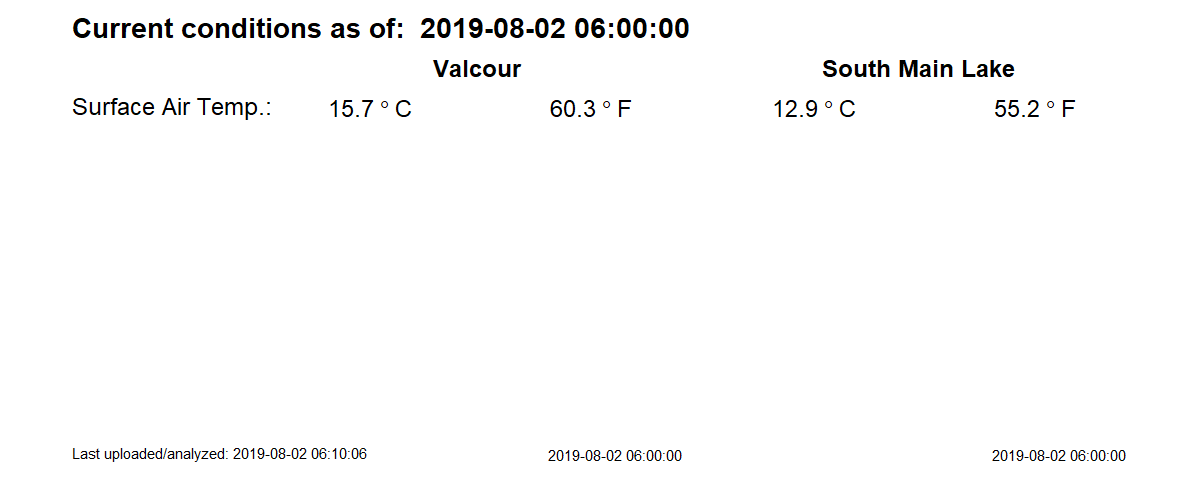 Current conditions as of:  2019-08-02 06:00:00
Valcour South Main Lake
Surface Air Temp.: 15.7 ° C 60.3 ° F 12.9 ° C 55.2 ° F
Last uploaded/analyzed: 2019-08-02 06:10:06 2019-08-02 06:00:00 2019-08-02 06:00:00